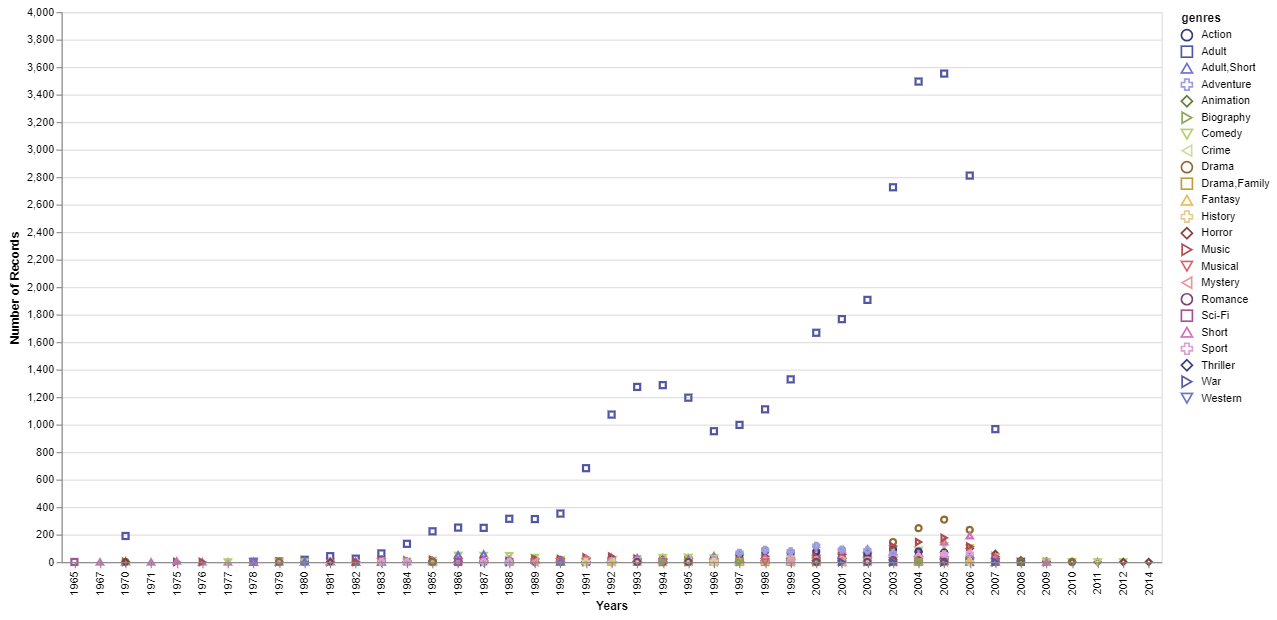 4,000
3,800
3,600
3,400
3,200
3,000
2,800
2,600
2,400
2,200
2,000
1,800
1,600
1,400
1,200
1,000
800
600
400
200
0
Number of Records
1965
1967
1970
1971
1975
1976
1977
1978
1979
1980
1981
1982
1983
1984
1985
1986
1987
1988
1989
1990
1991
1992
1993
1994
1995
1996
1997
1998
1999
2000
2001
2002
2003
2004
2005
2006
2007
2008
2009
2010
2011
2012
2014
Years
genres
Action
Adult
Adult,Short
Adventure
Animation
Biography
Comedy
Crime
Drama
Drama,Family
Fantasy
History
Horror
Music
Musical
Mystery
Romance
Sci-Fi
Short
Sport
Thriller
War
Western